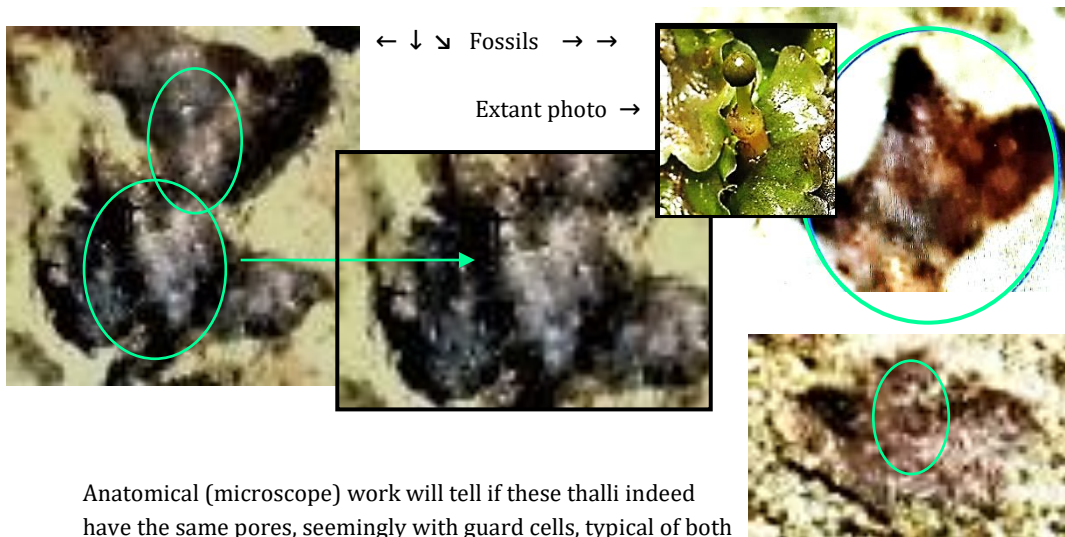 ← ↓ ↘ Fossils → →
Extant photo →
Anatomical (microscope) work will tell if these thalli indeed
have the same pores, seemingly with guard cells, typical of both